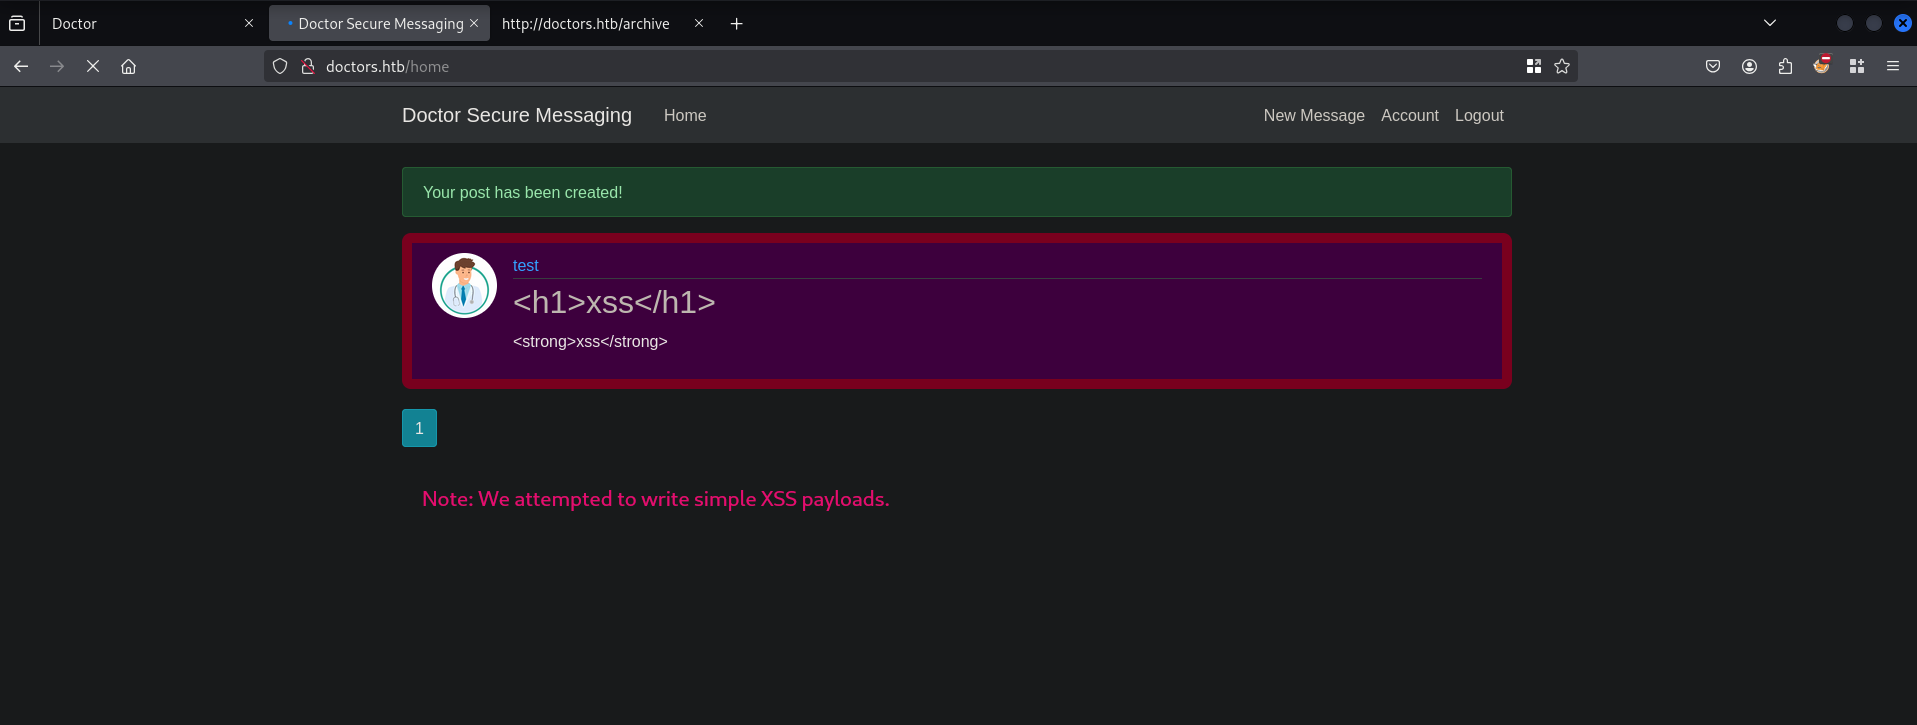 Doctor
Doctor Secure Messaging
http://doctors.htb/archive
doctors.htb/home
Doctor Secure Messaging
Home
New Message
Account
Logout
Your post has been created!
test
<h1>xss</h1>
<strong>xss</strong>
1
Note: We attempted to write simple XSS payloads.